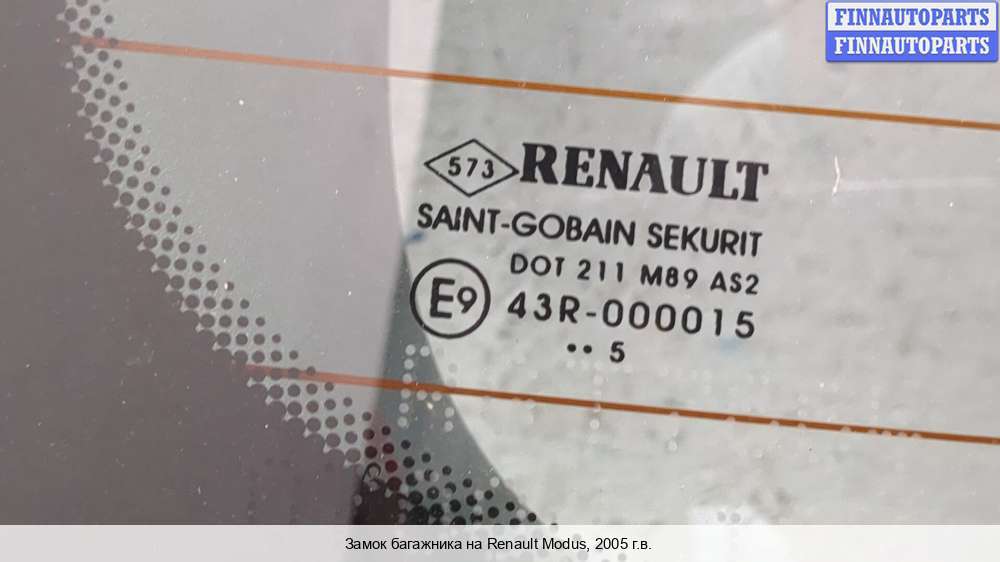 FINNAUTOPARTS
FINNAUTOPARTS
573 RENAULT
SAINT-GOBAIN SEKURIT
DOT 211 M89 AS2
E9 43R-000015
•• 5
Замок багажника на Renault Modus, 2005 г.в.